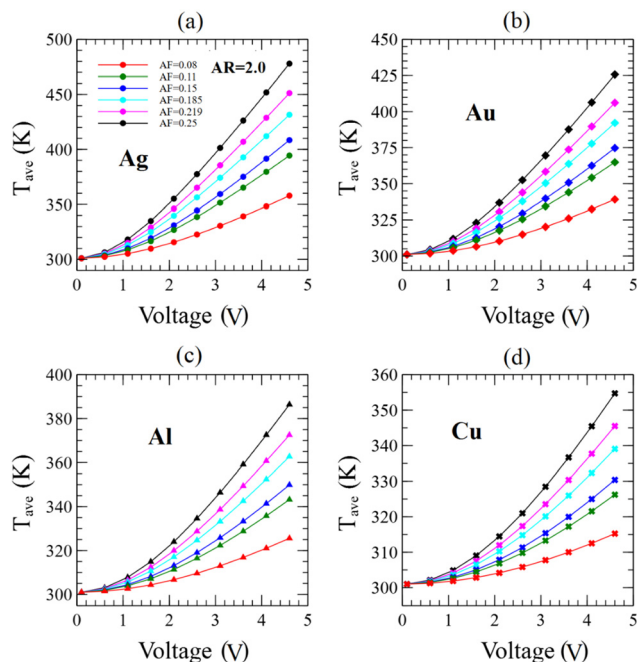 (a)
500
450
400
350
300
T_ave (K)
AF=0.08
AF=0.11
AF=0.15
AF=0.185
AF=0.219
AF=0.25
AR=2.0
Ag
0 1 2 3 4 5
Voltage (V)
(b)
450
425
400
375
350
325
300
T_ave (K)
Au
0 1 2 3 4 5
Voltage (V)
(c)
400
380
360
340
320
300
T_ave (K)
Al
0 1 2 3 4 5
Voltage (V)
(d)
360
350
340
330
320
310
300
T_ave (K)
Cu
0 1 2 3 4 5
Voltage (V)